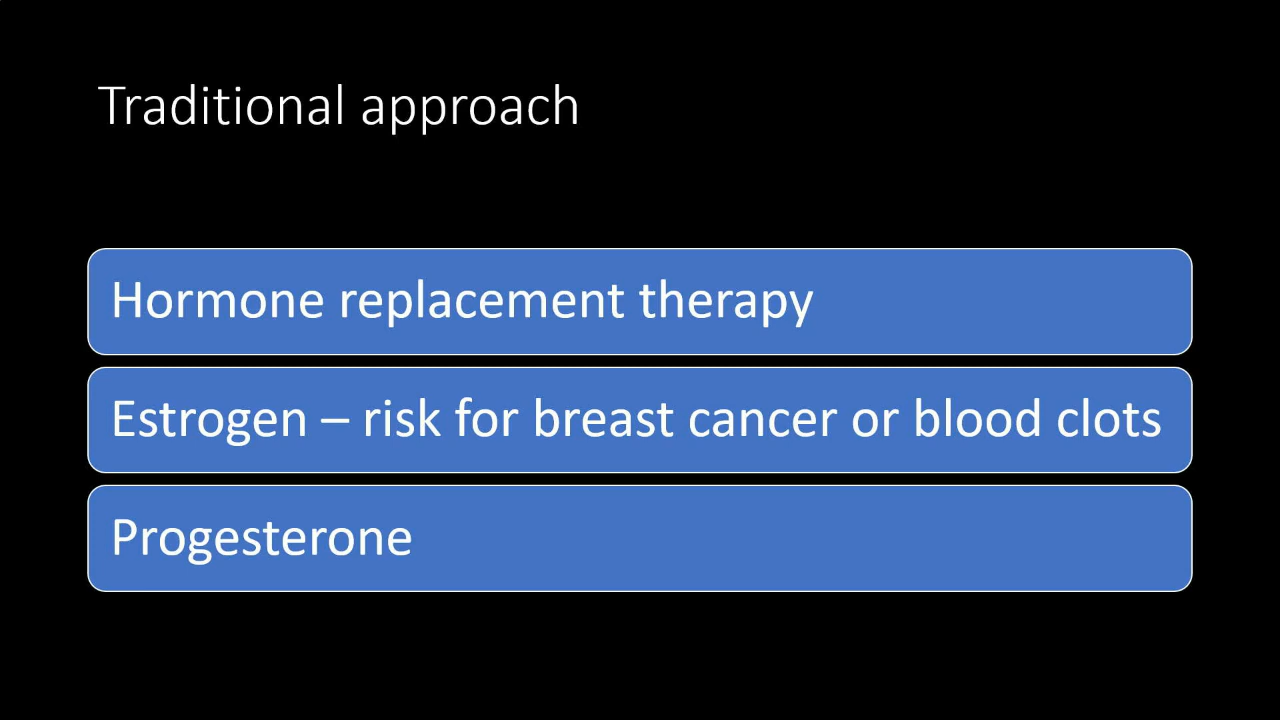 Traditional approach
Hormone replacement therapy
Estrogen – risk for breast cancer or blood clots
Progesterone